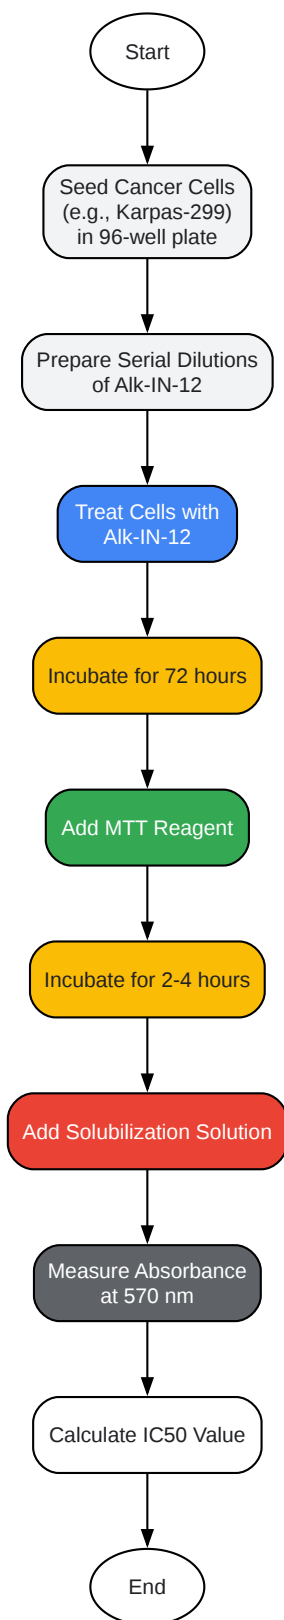 Start
Seed Cancer Cells
(e.g., Karpas-299)
in 96-well plate
Prepare Serial Dilutions
of Alk-IN-12
Treat Cells with
Alk-IN-12
Incubate for 72 hours
Add MTT Reagent
Incubate for 2-4 hours
Add Solubilization Solution
Measure Absorbance
at 570 nm
Calculate IC50 Value
End